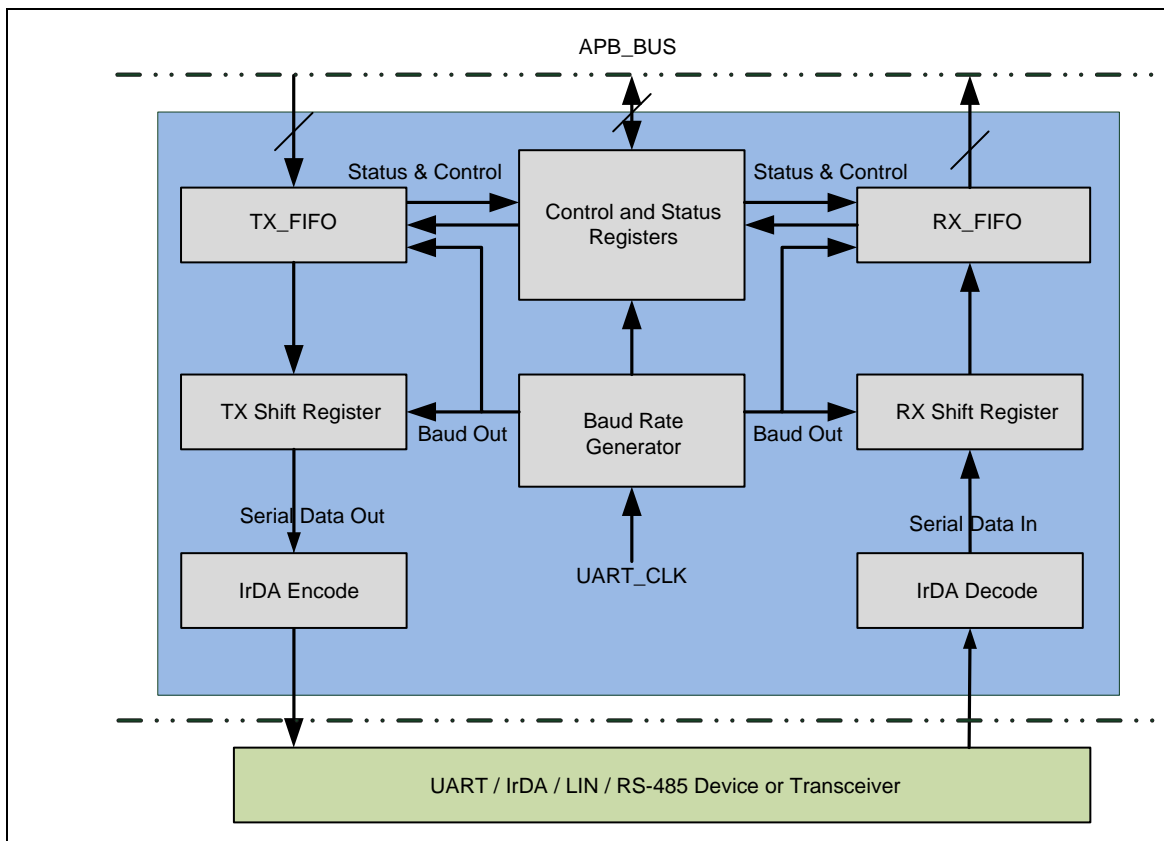 APB_BUS
Status & Control
Status & Control
TX_FIFO
Control and Status
Registers
RX_FIFO
TX Shift Register
Baud Out
Baud Rate
Generator
Baud Out
RX Shift Register
Serial Data Out
Serial Data In
IrDA Encode
UART_CLK
IrDA Decode
UART / IrDA / LIN / RS-485 Device or Transceiver